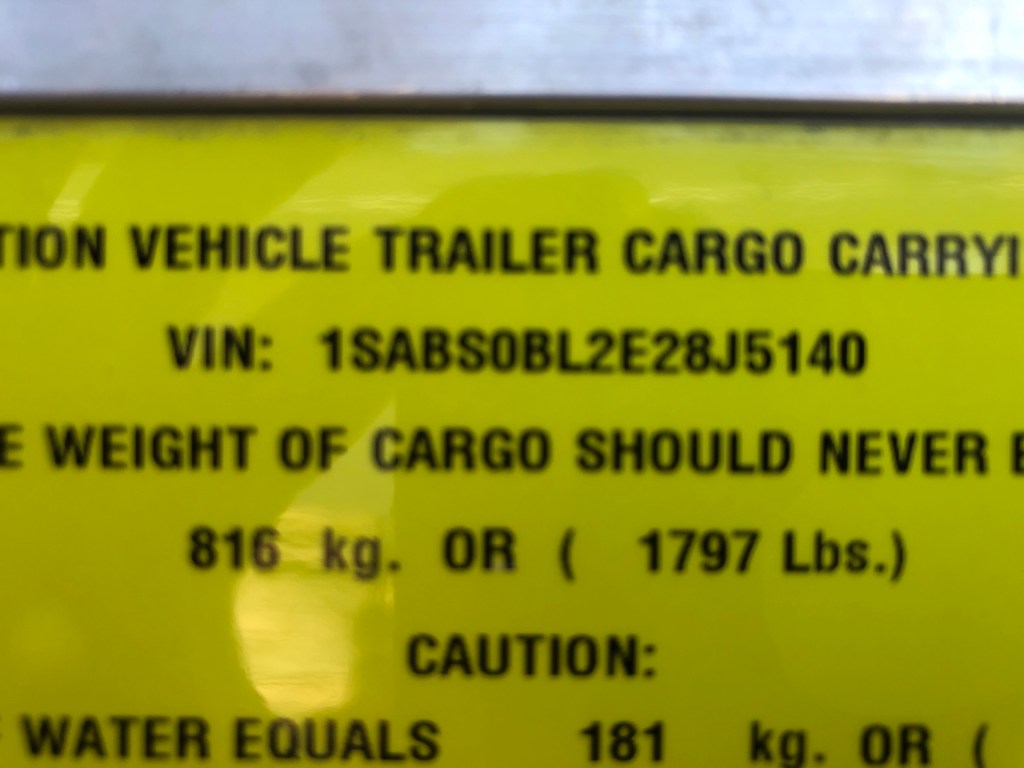 TION VEHICLE TRAILER CARGO CARRYI
VIN: 1SABS0BL2E28J5140
E WEIGHT OF CARGO SHOULD NEVER E
816 kg. OR ( 1797 Lbs.)
CAUTION:
F WATER EQUALS 181 kg. OR (